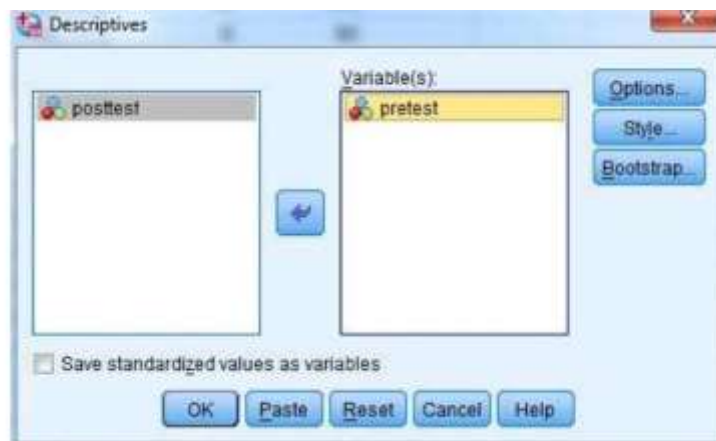 Descriptives
Variable(s):
posttest
pretest
Options...
Style...
Bootstrap...
Save standardized values as variables
OK Paste Reset Cancel Help